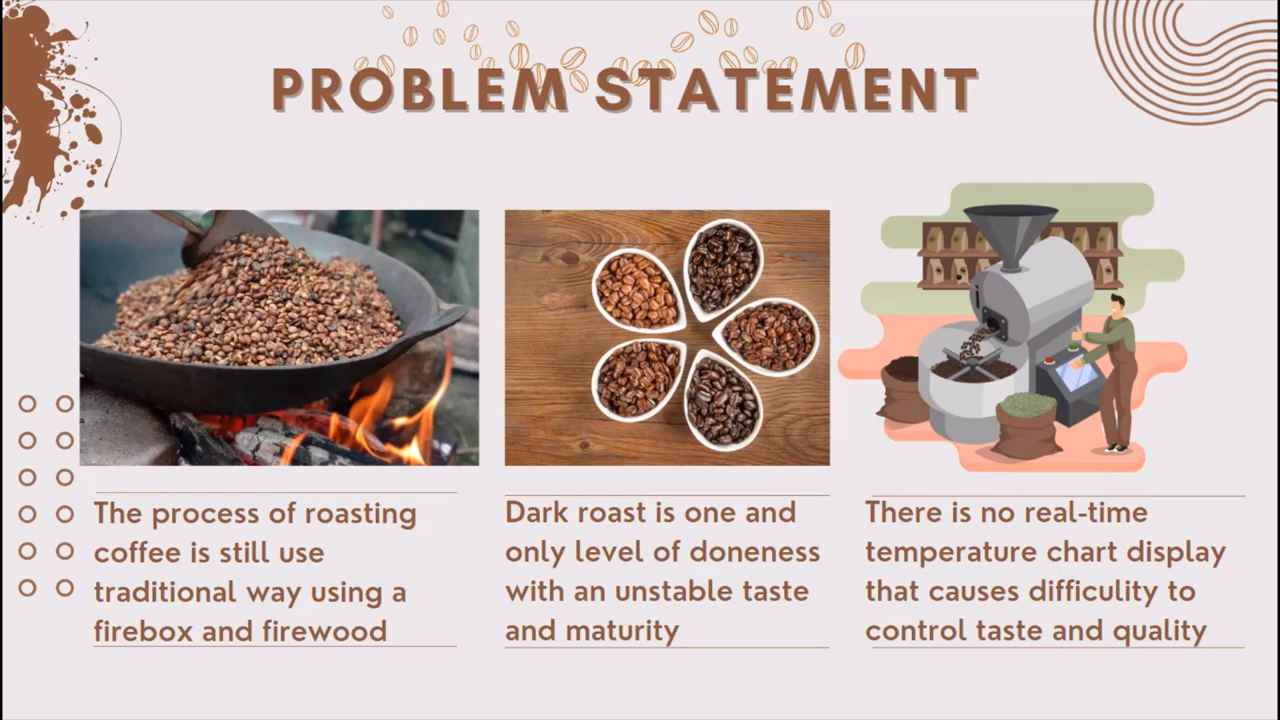 PROBLEM STATEMENT
The process of roasting
coffee is still use
traditional way using a
firebox and firewood
Dark roast is one and
only level of doneness
with an unstable taste
and maturity
There is no real-time
temperature chart display
that causes difficulity to
control taste and quality